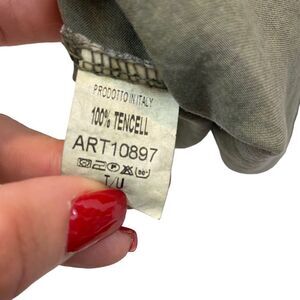 PRODOTTO IN ITALY
100% TENCELL
ART10897
T/U